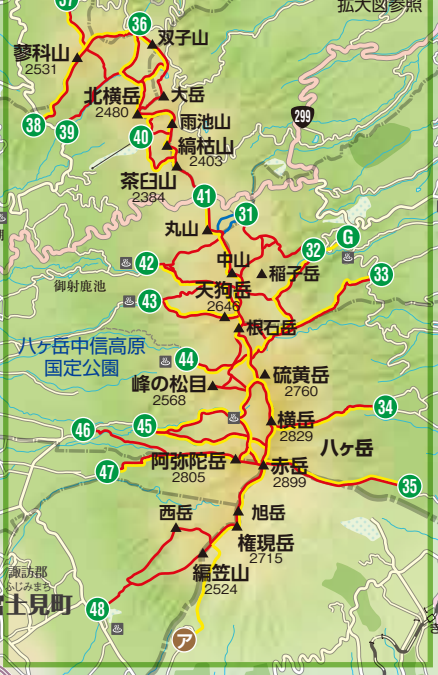 拡大図参照
37
36
双子山
蓼科山
2531
北横岳
2480
大岳
雨池山
299
38
39
40
縞枯山
2403
茶臼山
2384
41
31
丸山
32
G
中山
42
稲子岳
33
御射鹿池
天狗岳
2646
43
根石岳
八ヶ岳中信高原
国定公園
44
硫黄岳
2760
峰の松目
2568
34
46
45
横岳
2829
八ヶ岳
阿弥陀岳
2805
47
赤岳
2899
35
西岳
旭岳
権現岳
2715
編笠山
2524
諏訪郡
ふじみまち
富士見町
48
ア